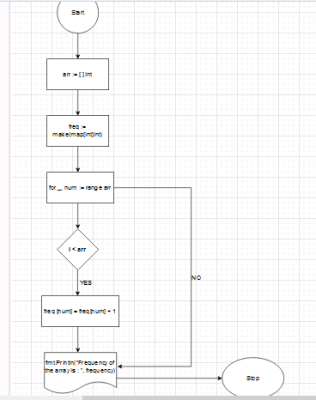 Start
arr := [ ] int
freq :=
make(map[int]int)
for _, num := range arr
i < arr
YES
NO
freq [num] = freq[num] + 1
fmt.Println("Frequency of
the array is : ", frequency)
Stop